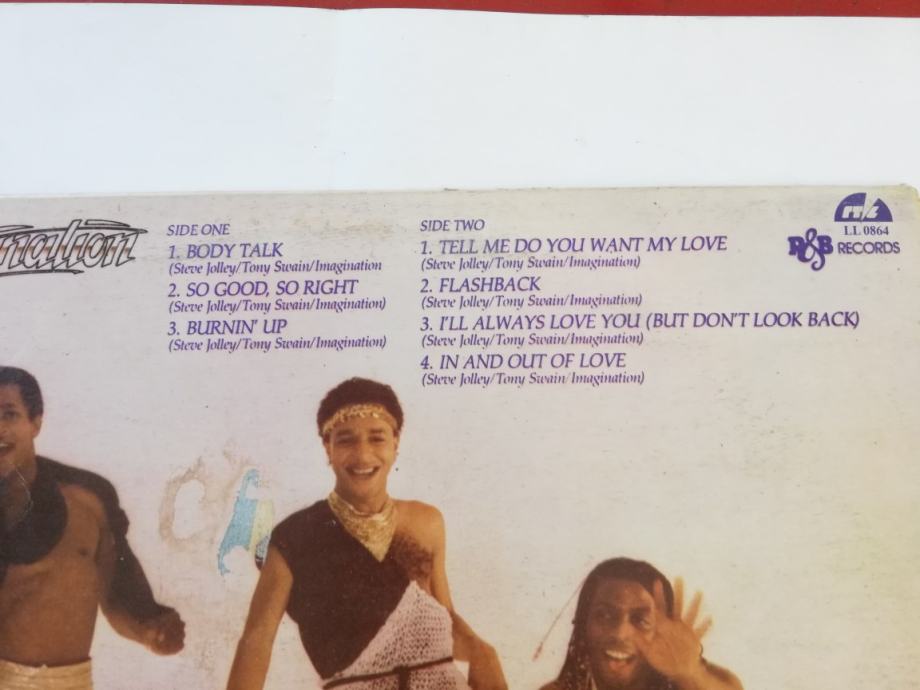 nation
SIDE ONE
1. BODY TALK
(Steve Jolley/Tony Swain/Imagination
2. SO GOOD, SO RIGHT
(Steve Jolley/Tony Swain/Imagination)
3. BURNIN' UP
(Steve Jolley/Tony Swain/Imagination)
SIDE TWO
1. TELL ME DO YOU WANT MY LOVE
(Steve Jolley/Tony Swain/Imagination)
2. FLASHBACK
(Steve Jolley/Tony Swain/Imagination)
3. I'LL ALWAYS LOVE YOU (BUT DON'T LOOK BACK)
(Steve Jolley/Tony Swain/Imagination)
4. IN AND OUT OF LOVE
(Steve Jolley/Tony Swain/Imagination)
LL 0864
R&B RECORDS